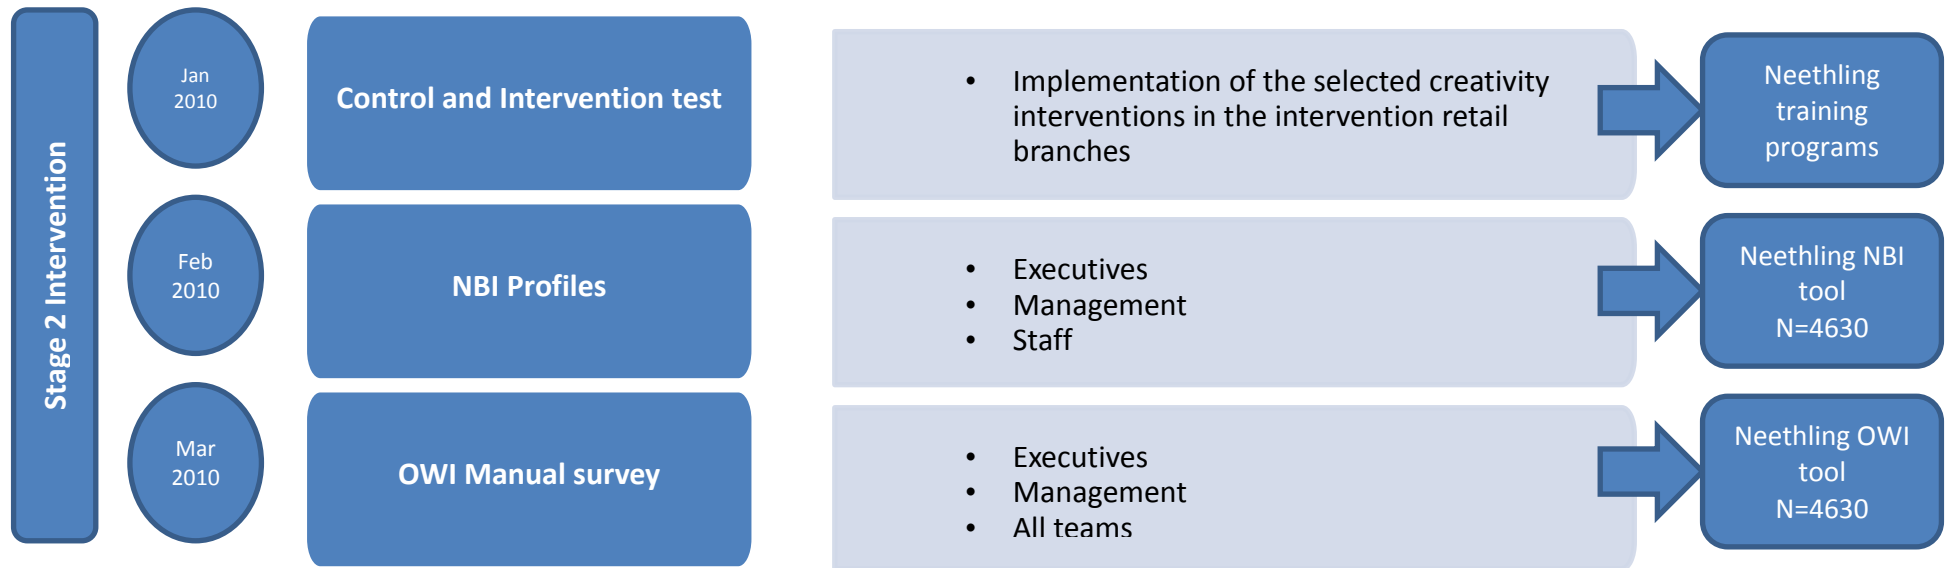 Stage 2 Intervention
Jan
2010
Control and Intervention test
• Implementation of the selected creativity
interventions in the intervention retail
branches
Neethling
training
programs
Feb
2010
NBI Profiles
• Executives
• Management
• Staff
Neethling NBI
tool
N=4630
Mar
2010
OWI Manual survey
• Executives
• Management
• All teams
Neethling OWI
tool
N=4630